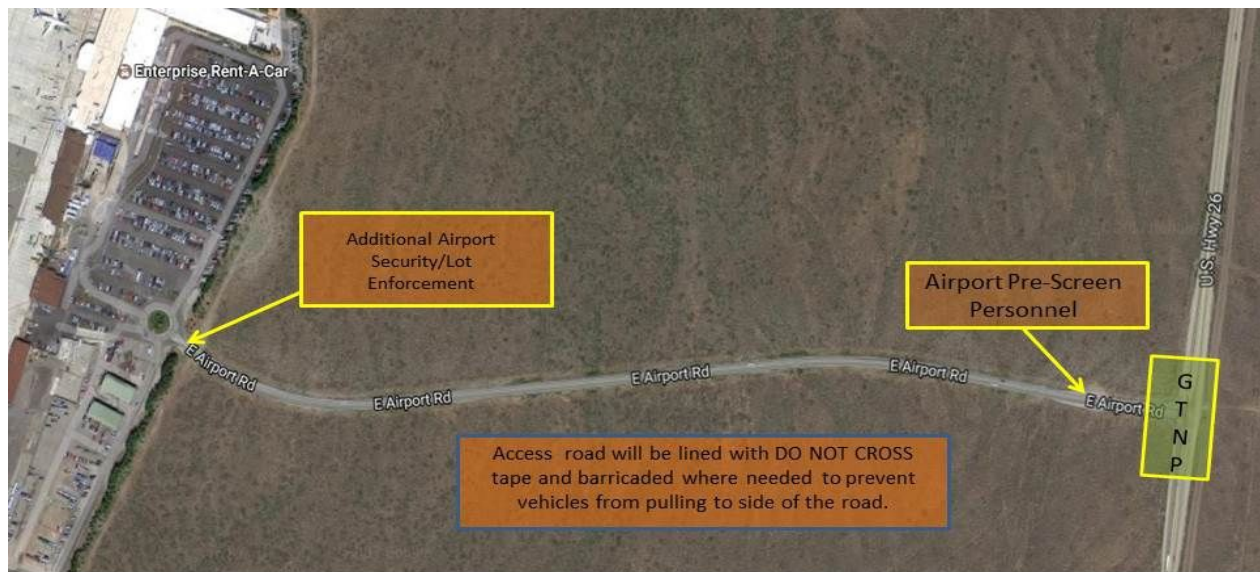 Enterprise Rent-A-Car
Additional Airport
Security/Lot
Enforcement
Airport Pre-Screen
Personnel
U.S. Hwy 26
E Airport Rd
E Airport Rd
E Airport Rd
E Airport Rd
E Airport Rd
G
T
N
P
Access road will be lined with DO NOT CROSS
tape and barricaded where needed to prevent
vehicles from pulling to side of the road.